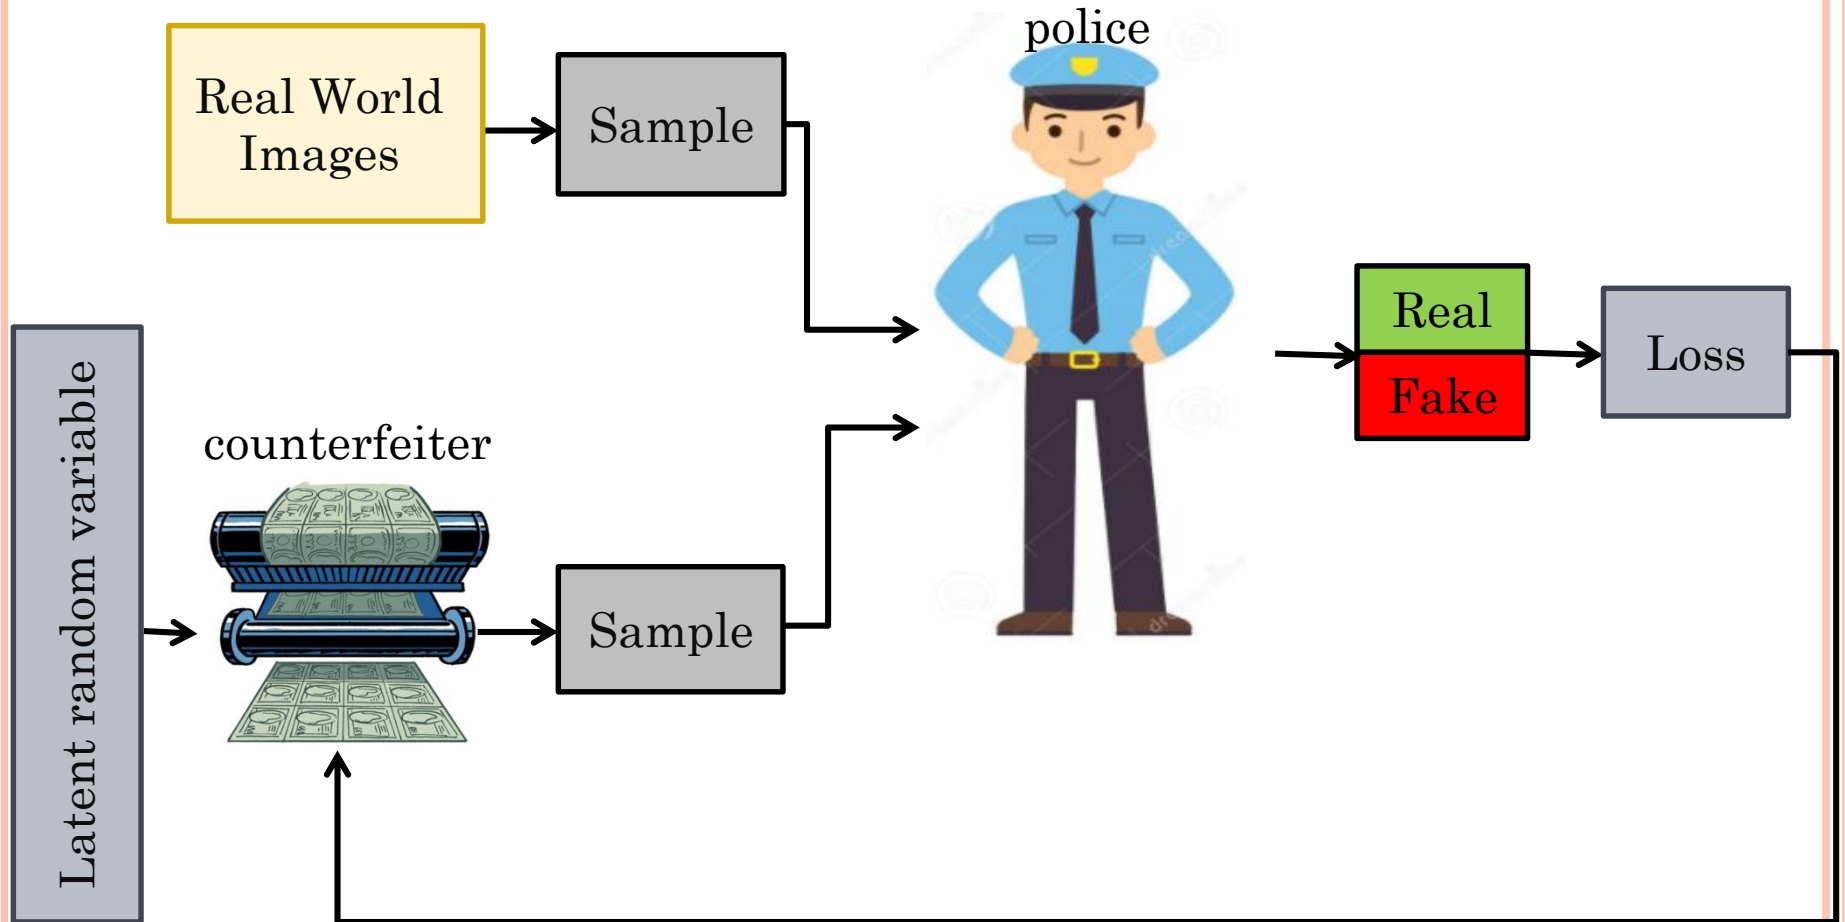 police
Real World
Images
Sample
Real
Fake
Loss
Latent random variable
counterfeiter
Sample